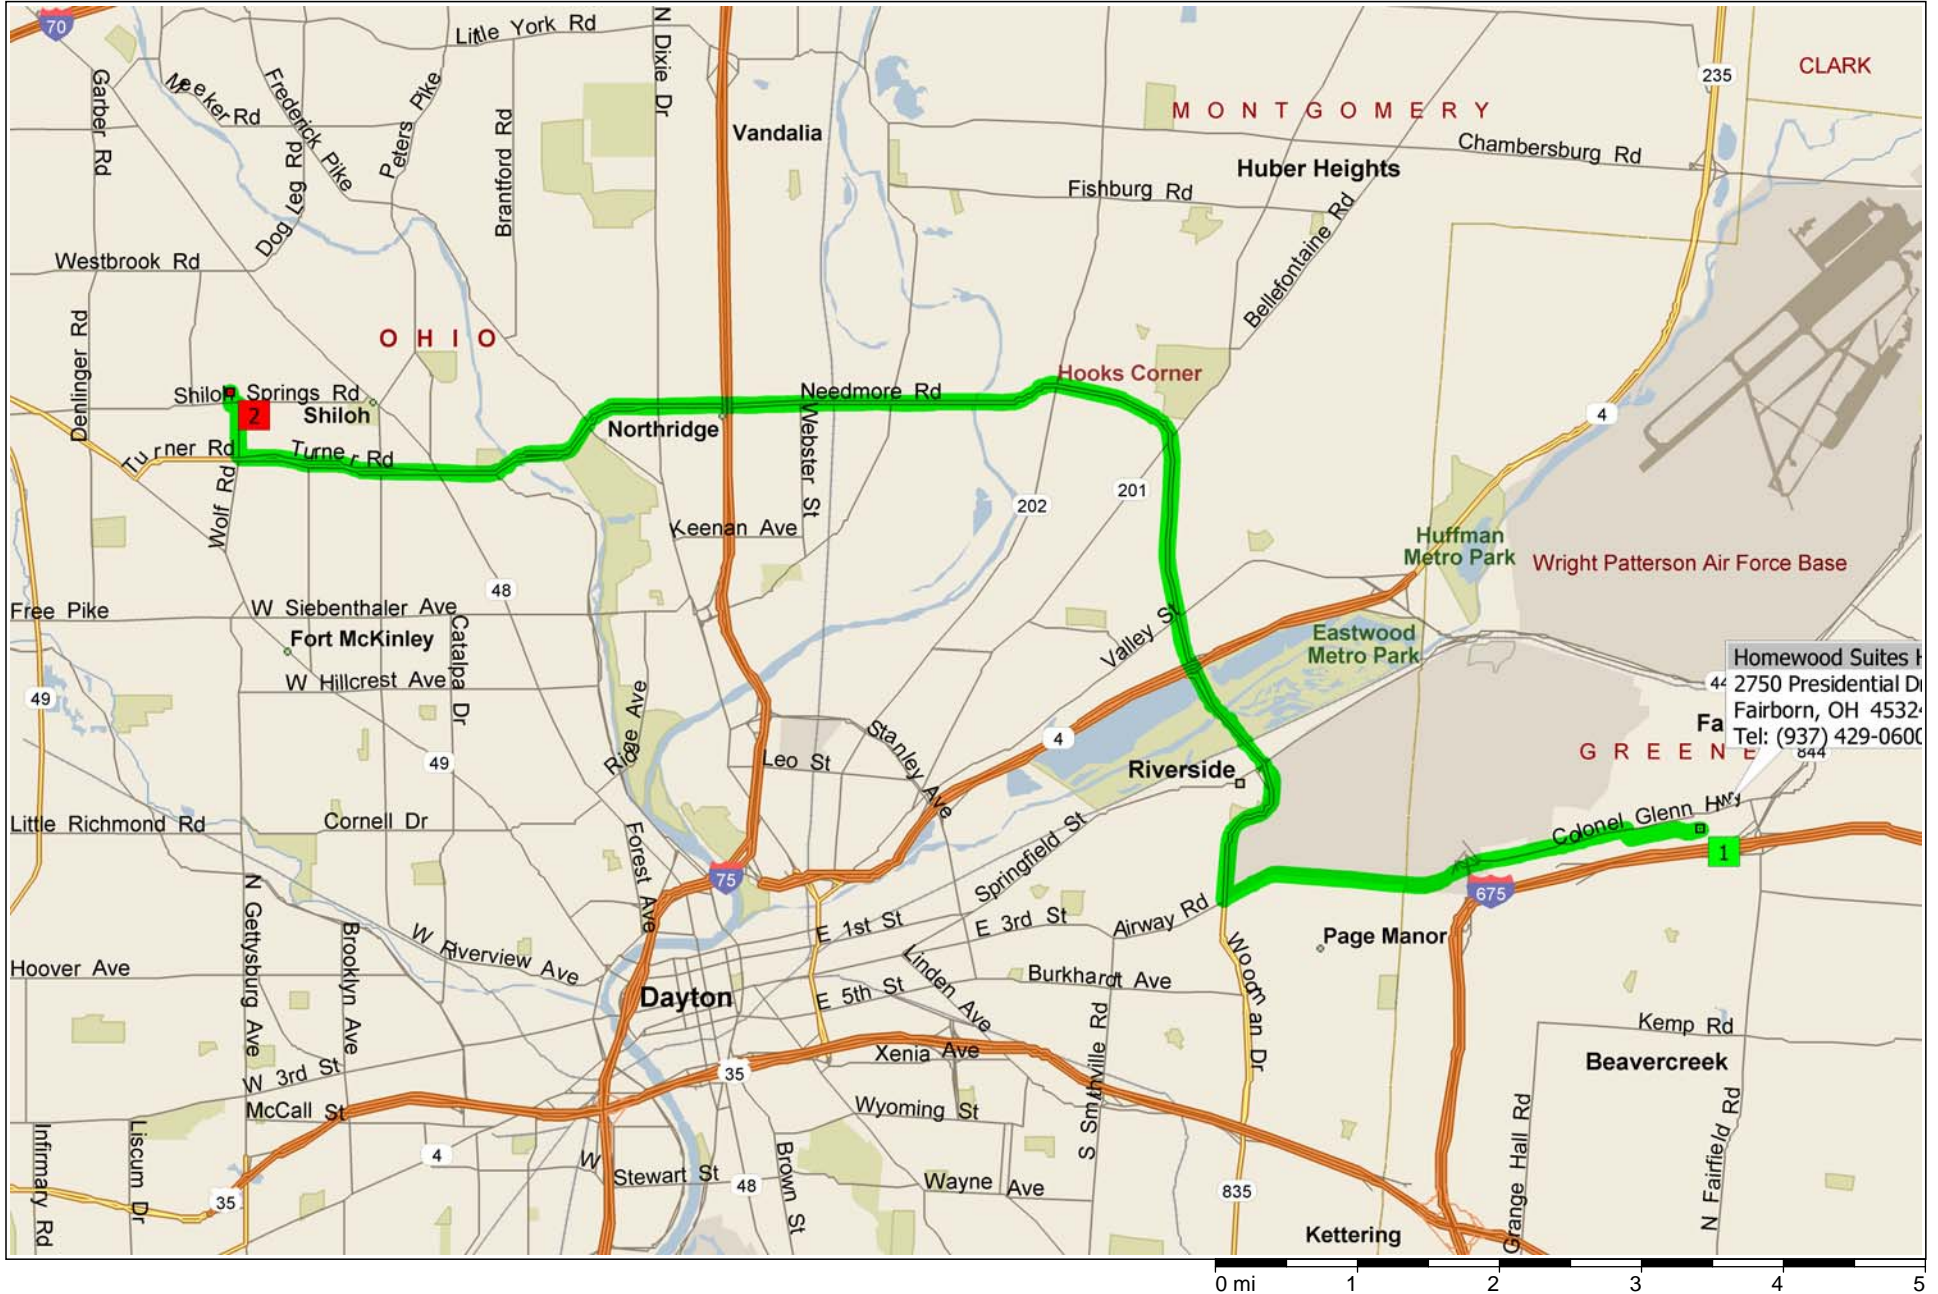 70
Little York Rd
N Dixie Dr
235
CLARK
Meeker Rd
Frederick Pike
Peters Pike
Garber Rd
Brantford Rd
Vandalia
MONTGOMERY
Chambersburg Rd
Huber Heights
Dog Leg Rd
Fishburg Rd
Bellefontaine Rd
Westbrook Rd
OHIO
Denlinger Rd
Hooks Corner
Shiloh Springs Rd
Needmore Rd
2
Shiloh
4
Northridge
Webster St
Turner Rd
Turner Rd
Wolf Rd
201
202
Keenan Ave
Huffman
Metro Park
Wright Patterson Air Force Base
48
Free Pike
W Siebenthaler Ave
Fort McKinley
Catalpa Dr
Valley St
Eastwood
Metro Park
Homewood Suites H
2750 Presidential Dr
Fairborn, OH 45324
Tel: (937) 429-0600
44
Fa
GREENE
844
W Hillcrest Ave
49
Ridge Ave
Stanley Ave
4
49
Leo St
Riverside
Colonel Glenn Hwy
Little Richmond Rd
Cornell Dr
Forest Ave
Springfield St
1
75
675
N Gettysburg Ave
Brooklyn Ave
W Riverview Ave
E 1st St
E 3rd St
Airway Rd
Page Manor
Woodman Dr
Hoover Ave
Linden Ave
Burkhardt Ave
Dayton
E 5th St
S Smithville Rd
Kemp Rd
Xenia Ave
Beavercreek
W 3rd St
35
McCall St
Wyoming St
Infirmary Rd
Liscum Dr
4
W Stewart St
48
Brown St
Wayne Ave
835
Grange Hall Rd
N Fairfield Rd
35
Kettering
0 mi 1 2 3 4 5